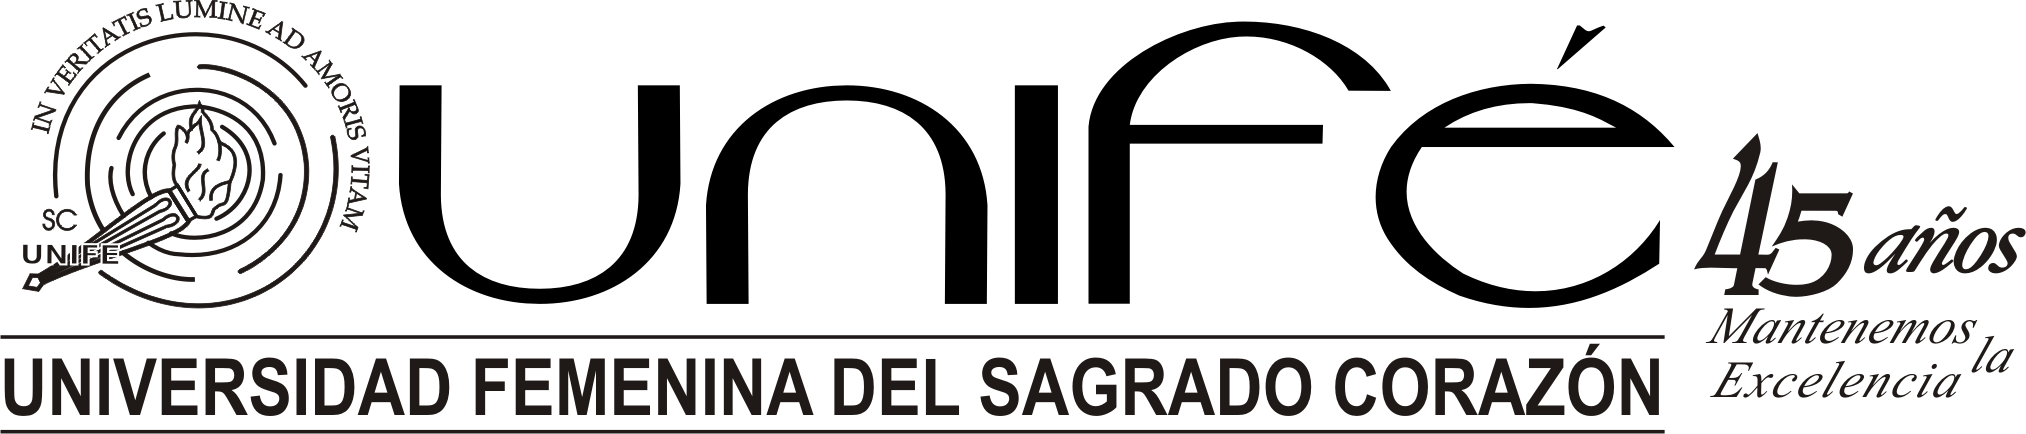 IN VERITATIS LUMINE AD AMORIS VITAM
SC
UNIFE
UNIFÉ
UNIVERSIDAD FEMENINA DEL SAGRADO CORAZÓN
45 años
Mantenemos la
Excelencia